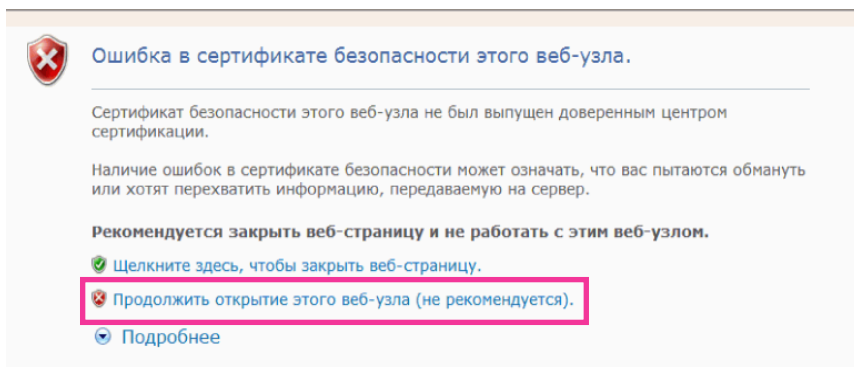 Ошибка в сертификате безопасности этого веб-узла.
Сертификат безопасности этого веб-узла не был выпущен доверенным центром
сертификации.
Наличие ошибок в сертификате безопасности может означать, что вас пытаются обмануть
или хотят перехватить информацию, передаваемую на сервер.
Рекомендуется закрыть веб-страницу и не работать с этим веб-узлом.
Щелкните здесь, чтобы закрыть веб-страницу.
Продолжить открытие этого веб-узла (не рекомендуется).
Подробнее